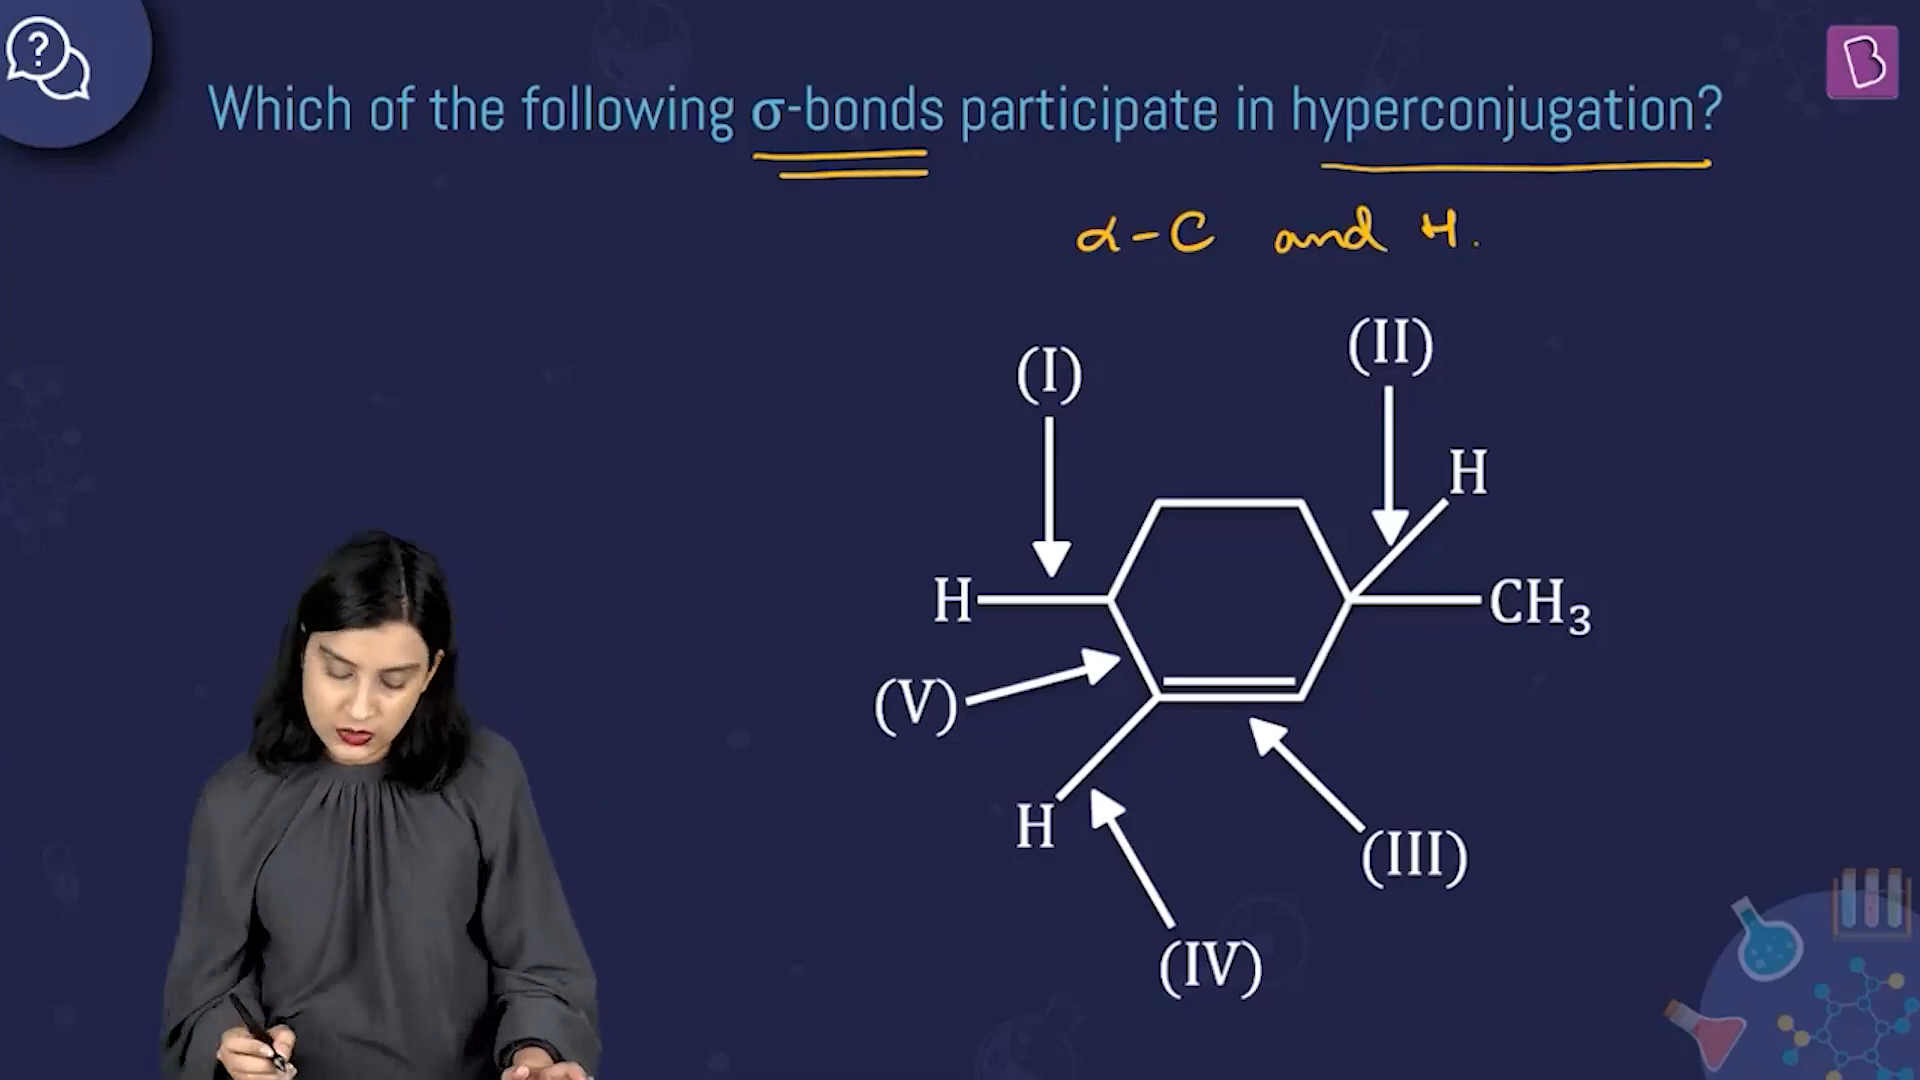 ?
B
Which of the following σ-bonds participate in hyperconjugation?
α-C and H.
(I)
(II)
H
H
CH₃
(V)
H
(III)
(IV)